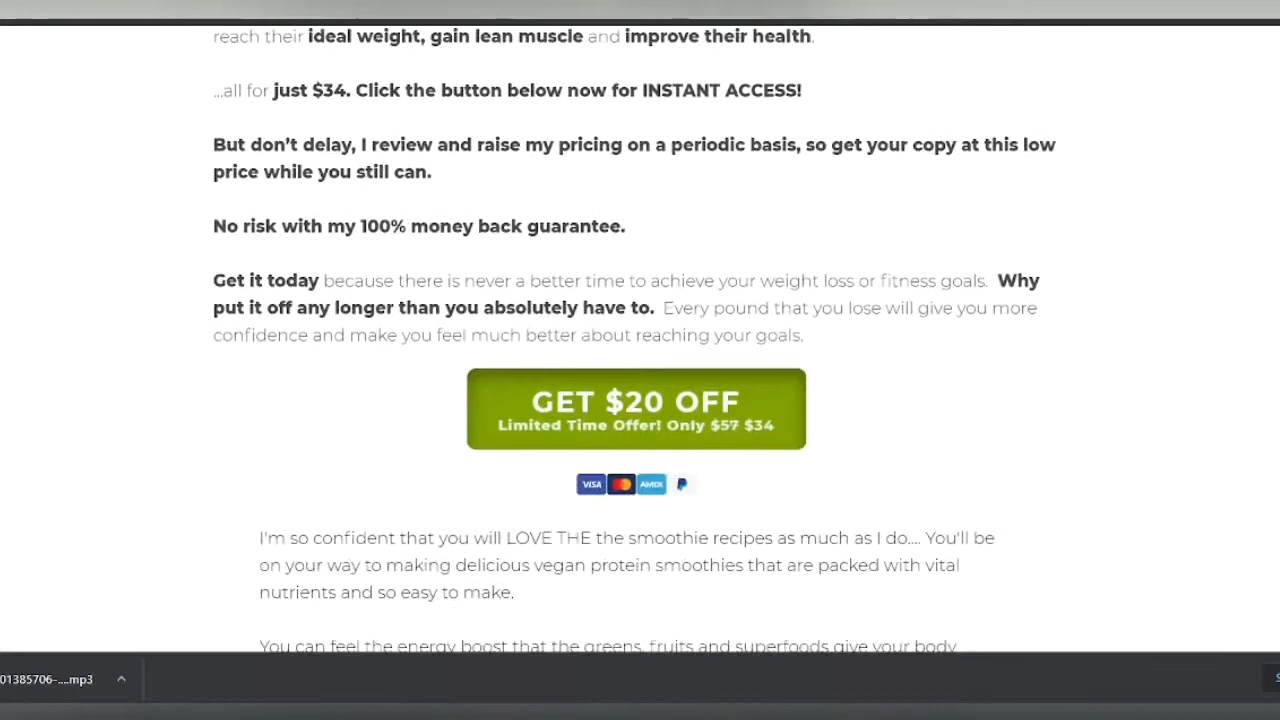 reach their ideal weight, gain lean muscle and improve their health.
...all for just $34. Click the button below now for INSTANT ACCESS!
But don’t delay, I review and raise my pricing on a periodic basis, so get your copy at this low
price while you still can.
No risk with my 100% money back guarantee.
Get it today because there is never a better time to achieve your weight loss or fitness goals. Why
put it off any longer than you absolutely have to. Every pound that you lose will give you more
confidence and make you feel much better about reaching your goals.
GET $20 OFF
Limited Time Offer! Only $57 $34
VISA AMEX
I'm so confident that you will LOVE THE the smoothie recipes as much as I do.... You'll be
on your way to making delicious vegan protein smoothies that are packed with vital
nutrients and so easy to make.
You can feel the energy boost that the greens, fruits and superfoods give your body
01385706-....mp3